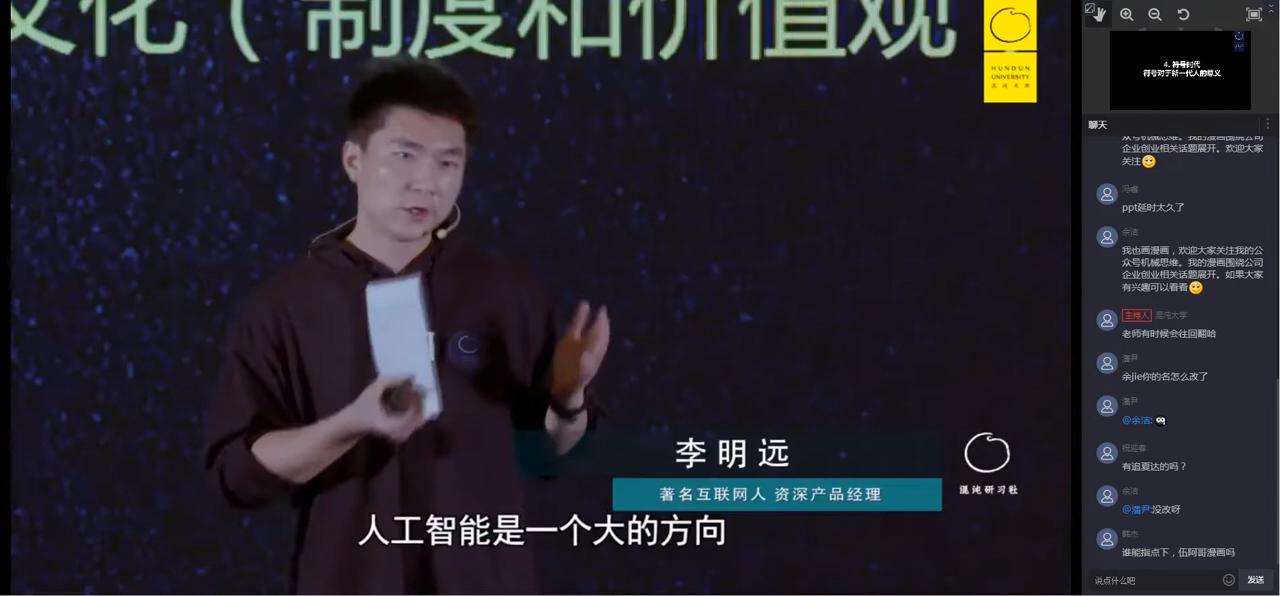 文化（制度和价值观
HUNDUN
UNIVERSITY
混沌大学
李明远
著名互联网人 资深产品经理
混沌研习社
人工智能是一个大的方向
4. 符号时代
符号对于新一代人的意义
聊天
众号机械思维。我的漫画围绕公司
企业创业相关话题展开。欢迎大家
关注
冯睿
ppt延时太久了
余洁
我也画漫画，欢迎大家关注我的公
众号机械思维。我的漫画围绕公司
企业创业相关话题展开。如果大家
有兴趣可以看看
主持人 混沌大学
老师有时候会往回翻哈
潘尹
余jie你的名怎么改了
潘尹
@余洁:
祝迎春
有追夏达的吗？
余洁
@潘尹:没改呀
韩杰
谁能指点下，伍阿哥漫画吗
说点什么吧
发送